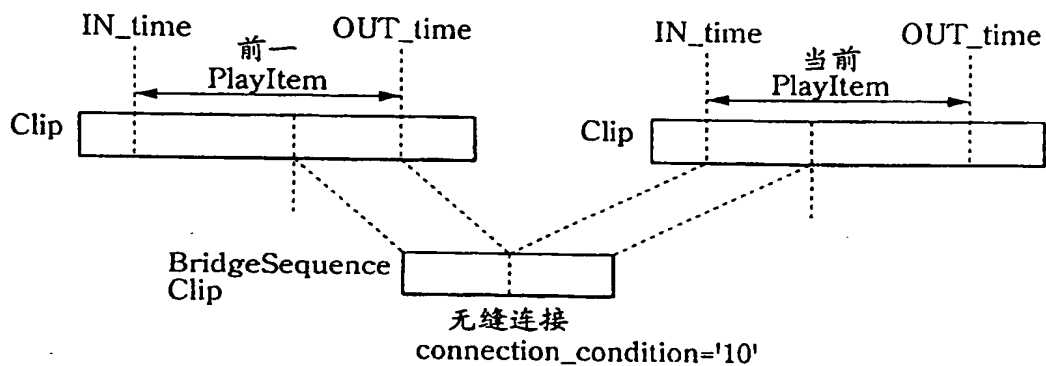 IN_time
OUT_time
前一
PlayItem
Clip
IN_time
OUT_time
当前
PlayItem
Clip
BridgeSequence
Clip
无缝连接
connection_condition='10'